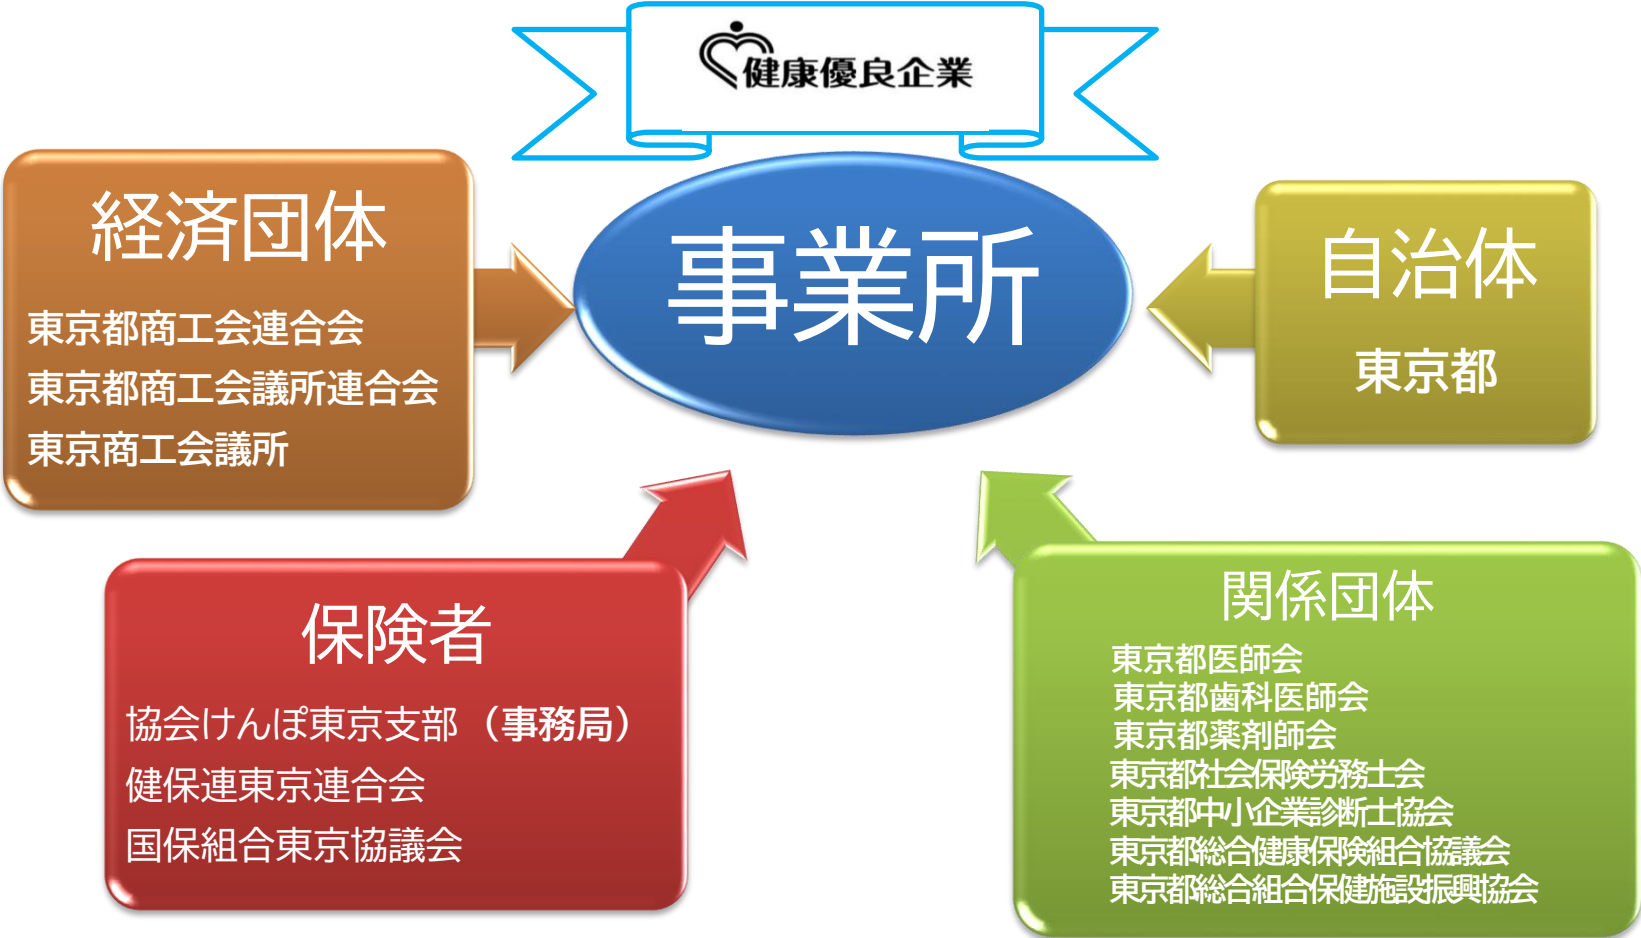 健康優良企業
経済団体
東京都商工会連合会
東京都商工会議所連合会
東京商工会議所
事業所
自治体
東京都
保険者
協会けんぽ東京支部（事務局）
健保連東京連合会
国保組合東京協議会
関係団体
東京都医師会
東京都歯科医師会
東京都薬剤師会
東京都社会保険労務士会
東京都中小企業診断士協会
東京都総合健康保険組合協議会
東京都総合組合保健施設振興協会